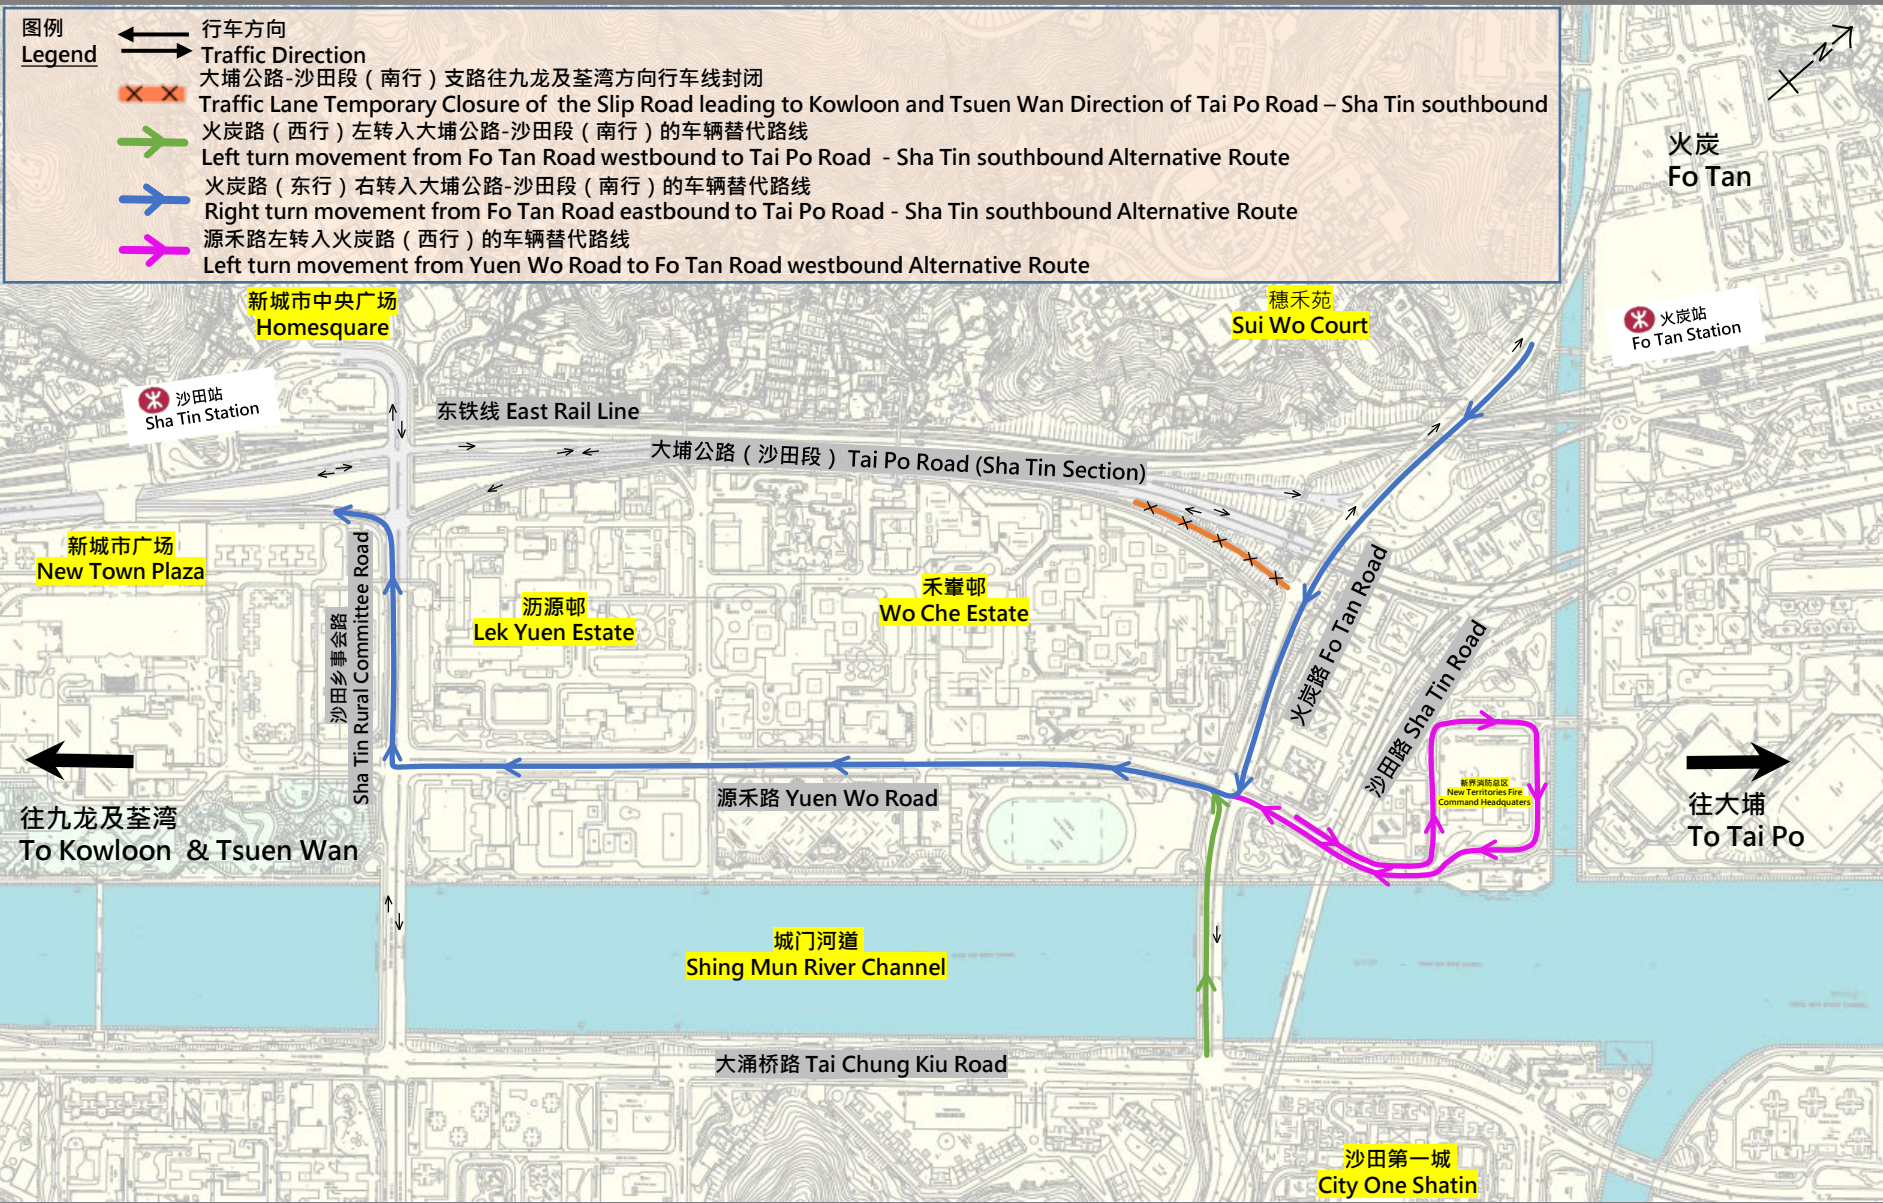 图例
Legend
行车方向
Traffic Direction
大埔公路-沙田段（南行）支路往九龙及荃湾方向行车线封闭
Traffic Lane Temporary Closure of the Slip Road leading to Kowloon and Tsuen Wan Direction of Tai Po Road – Sha Tin southbound
火炭路（西行）左转入大埔公路-沙田段（南行）的车辆替代路线
Left turn movement from Fo Tan Road westbound to Tai Po Road - Sha Tin southbound Alternative Route
火炭路（东行）右转入大埔公路-沙田段（南行）的车辆替代路线
Right turn movement from Fo Tan Road eastbound to Tai Po Road - Sha Tin southbound Alternative Route
源禾路左转入火炭路（西行）的车辆替代路线
Left turn movement from Yuen Wo Road to Fo Tan Road westbound Alternative Route
N
火炭
Fo Tan
新城市中央广场
Homesquare
穗禾苑
Sui Wo Court
火炭站
Fo Tan Station
沙田站
Sha Tin Station
东铁线 East Rail Line
大埔公路（沙田段）Tai Po Road (Sha Tin Section)
新城市广场
New Town Plaza
沙田乡事会路
Sha Tin Rural Committee Road
沥源邨
Lek Yuen Estate
禾輋邨
Wo Che Estate
火炭路 Fo Tan Road
沙田路 Sha Tin Road
新界消防总区
New Territories Fire
Command Headquaters
往九龙及荃湾
To Kowloon & Tsuen Wan
源禾路 Yuen Wo Road
往大埔
To Tai Po
城门河道
Shing Mun River Channel
大涌桥路 Tai Chung Kiu Road
沙田第一城
City One Shatin